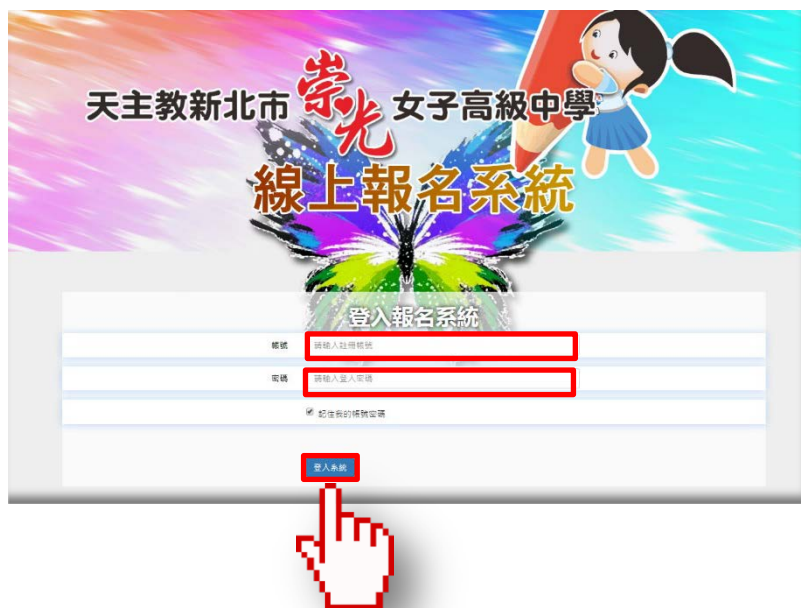 天主教新北市 崇光 女子高級中學
線上報名系統
登入報名系統
帳號 請輸入註冊帳號
密碼 請輸入登入密碼
記住我的帳號密碼
登入系統